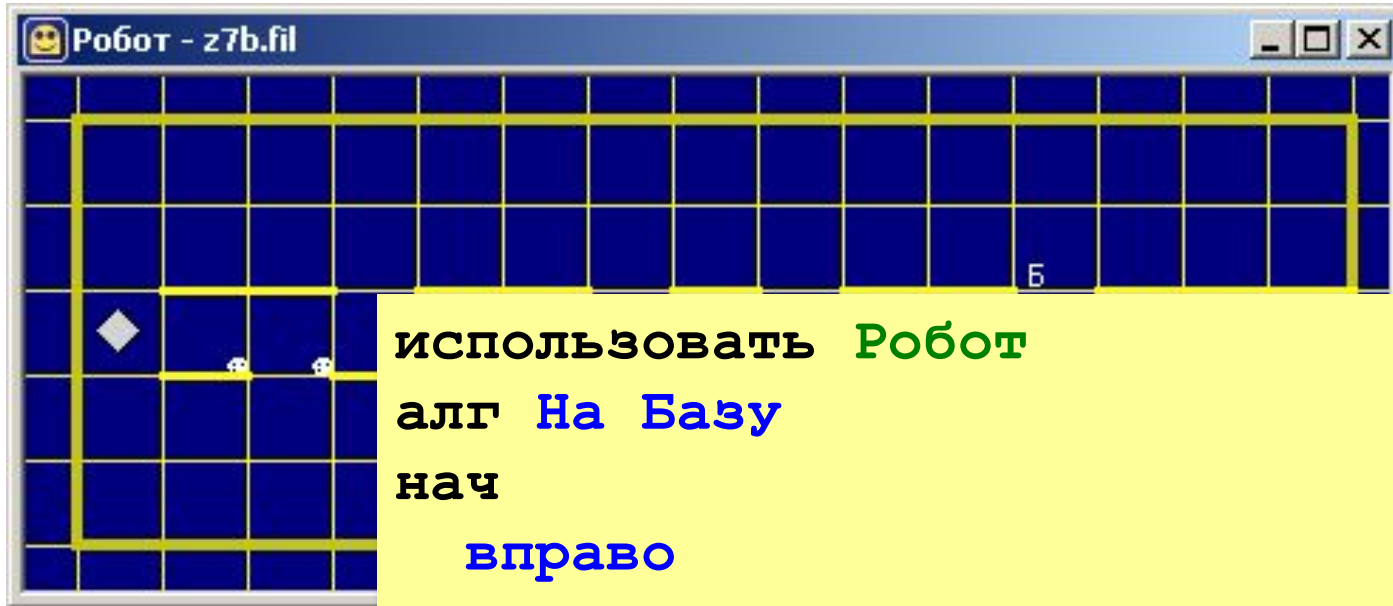 Робот - z7b.fil
Б
использовать Робот
алг На Базу
нач
вправо